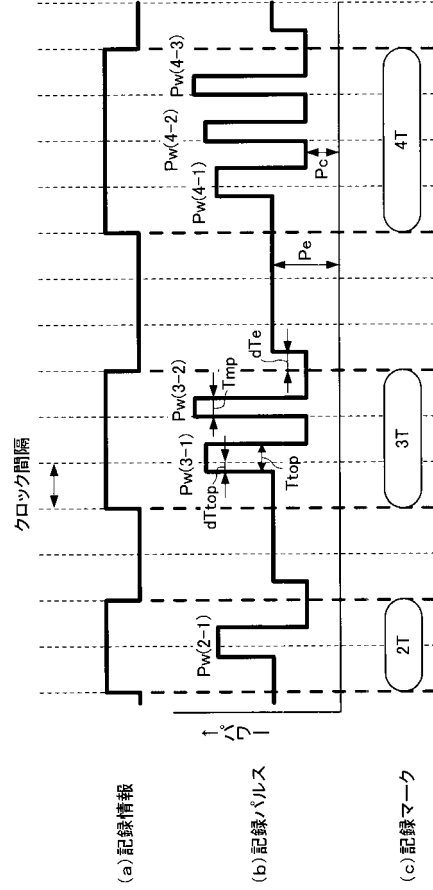 クロック間隔
(a)記録情報
(b)記録パルス
↑パワー
Pw(2-1)
Pw(3-1)
Pw(3-2)
Pw(4-1)
Pw(4-2)
Pw(4-3)
dTtop
Ttop
Tmp
dTe
Pe
Pc
(c)記録マーク
2T
3T
4T